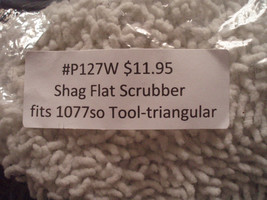 #P127W $11.95
Shag Flat Scrubber
fits 1077so Tool-triangular